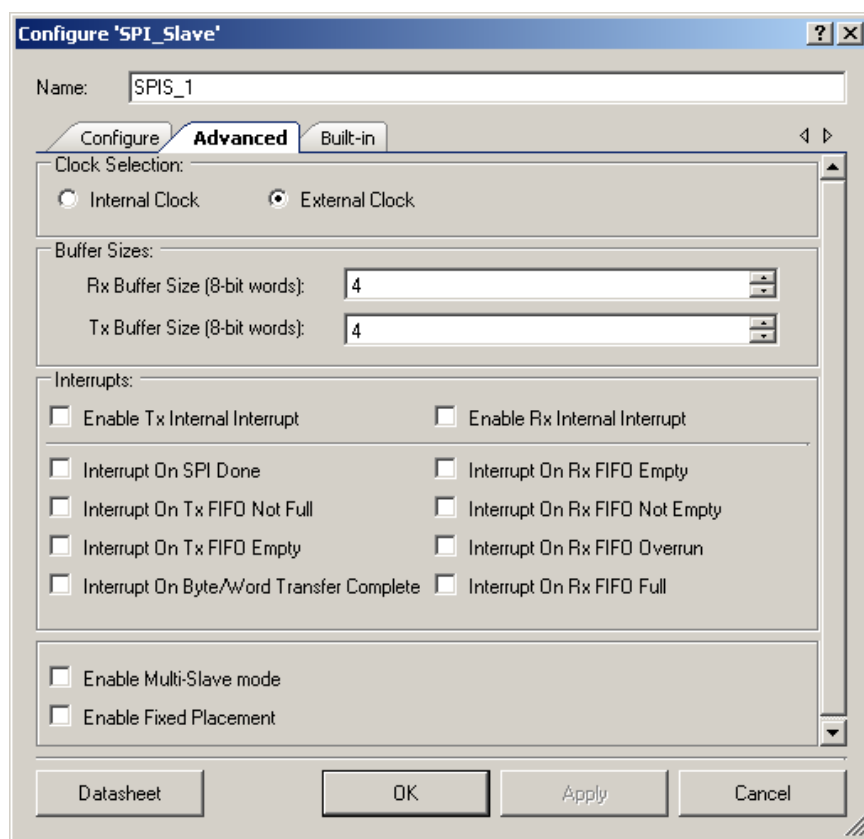 Configure 'SPI_Slave'
Name: SPIS_1
Configure Advanced Built-in
Clock Selection:
Internal Clock External Clock
Buffer Sizes:
Rx Buffer Size (8-bit words): 4
Tx Buffer Size (8-bit words): 4
Interrupts:
Enable Tx Internal Interrupt Enable Rx Internal Interrupt
Interrupt On SPI Done Interrupt On Rx FIFO Empty
Interrupt On Tx FIFO Not Full Interrupt On Rx FIFO Not Empty
Interrupt On Tx FIFO Empty Interrupt On Rx FIFO Overrun
Interrupt On Byte/Word Transfer Complete Interrupt On Rx FIFO Full
Enable Multi-Slave mode
Enable Fixed Placement
Datasheet OK Apply Cancel